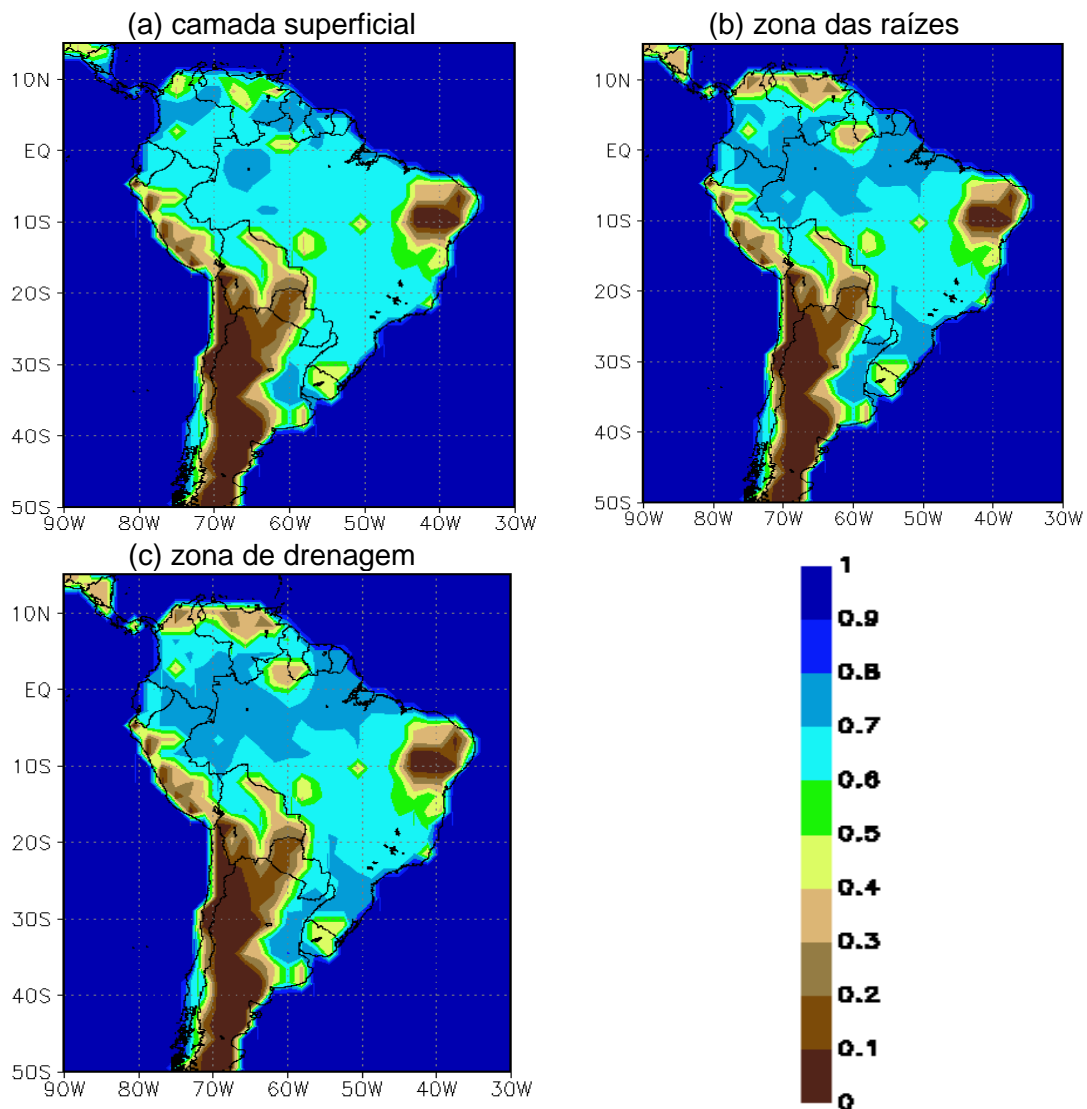 (a) camada superficial
(b) zona das raízes
10N
EQ
10S
20S
30S
40S
50S
90W 80W 70W 60W 50W 40W 30W
10N
EQ
10S
20S
30S
40S
50S
90W 80W 70W 60W 50W 40W 30W
(c) zona de drenagem
10N
EQ
10S
20S
30S
40S
50S
90W 80W 70W 60W 50W 40W 30W
1
0.9
0.8
0.7
0.6
0.5
0.4
0.3
0.2
0.1
0